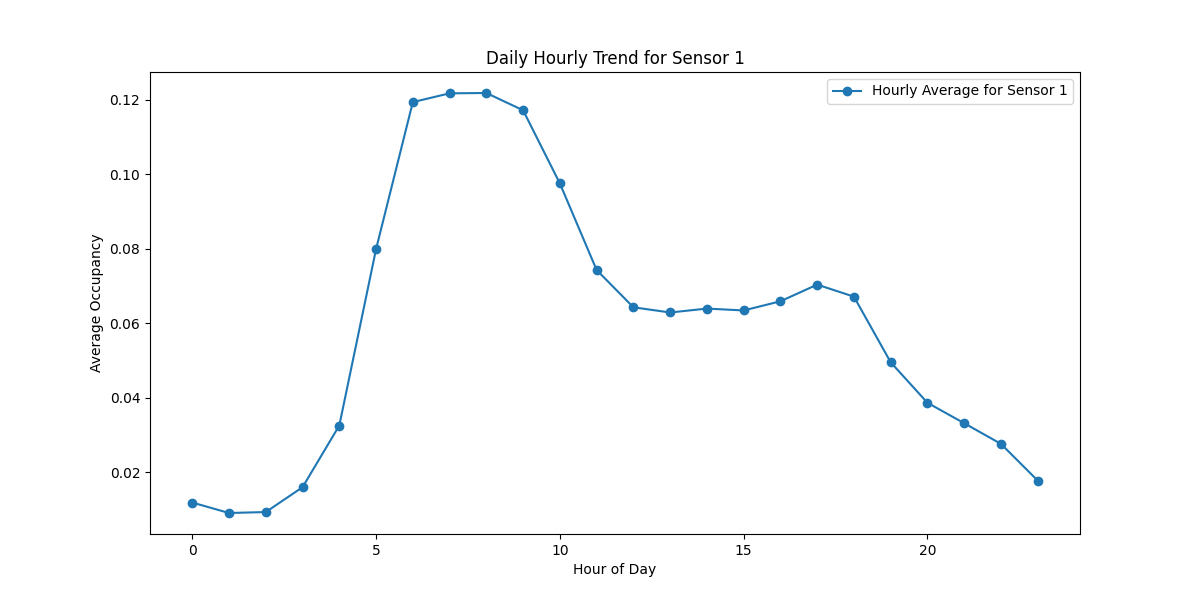 Daily Hourly Trend for Sensor 1
Hourly Average for Sensor 1
Average Occupancy
0.12
0.10
0.08
0.06
0.04
0.02
0 5 10 15 20
Hour of Day